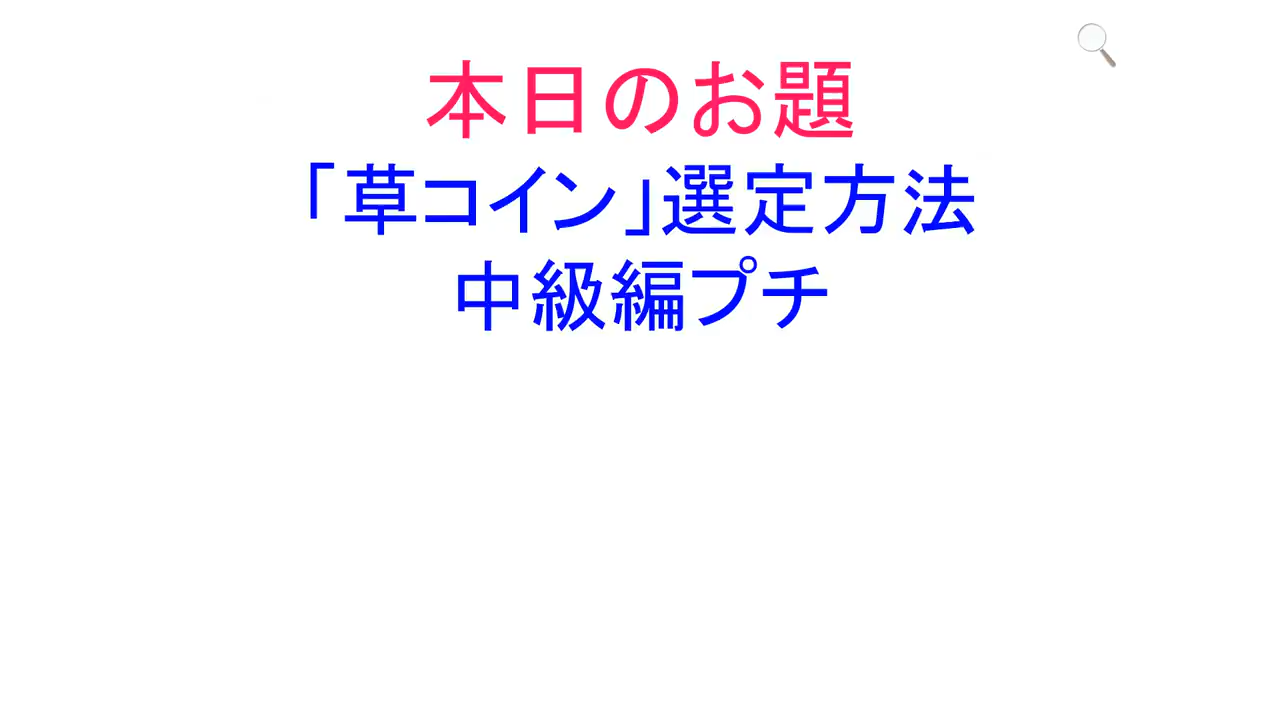 本日のお題
「草コイン」選定方法
中級編プチ